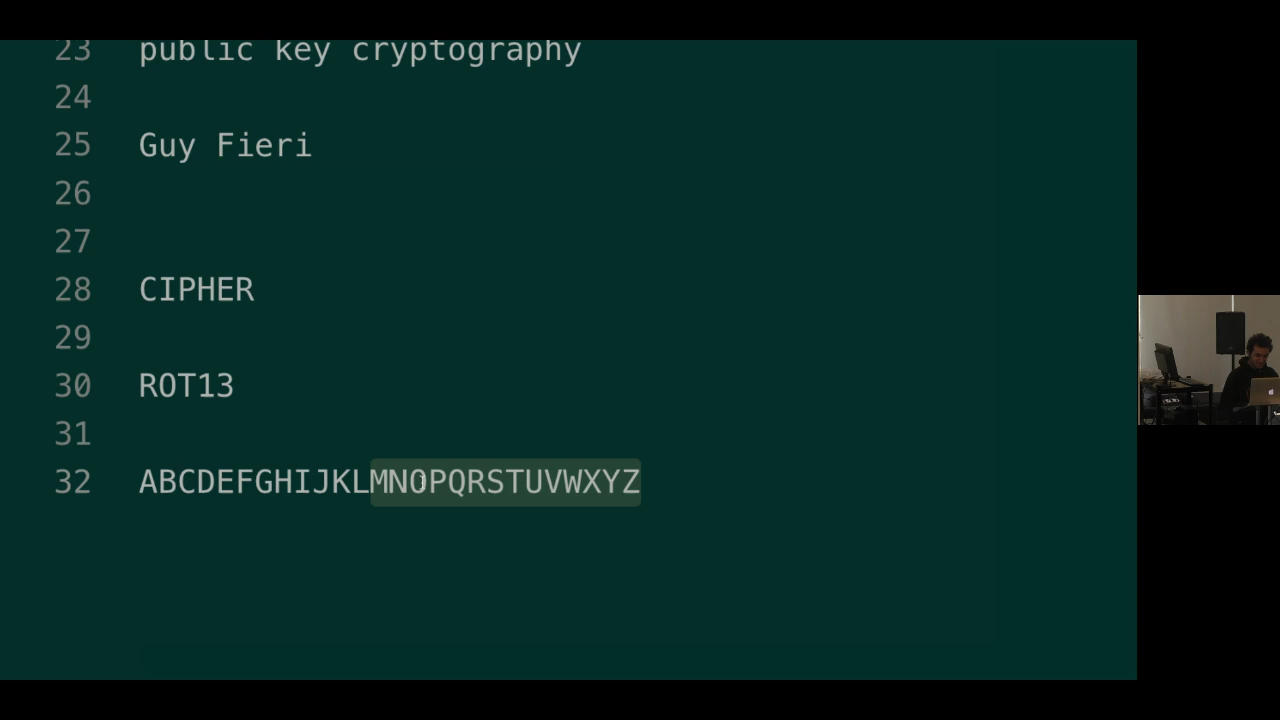 23 public key cryptography
24
25 Guy Fieri
26
27
28 CIPHER
29
30 ROT13
31
32 ABCDEFGHIJKLMNOPQRSTUVWXYZ